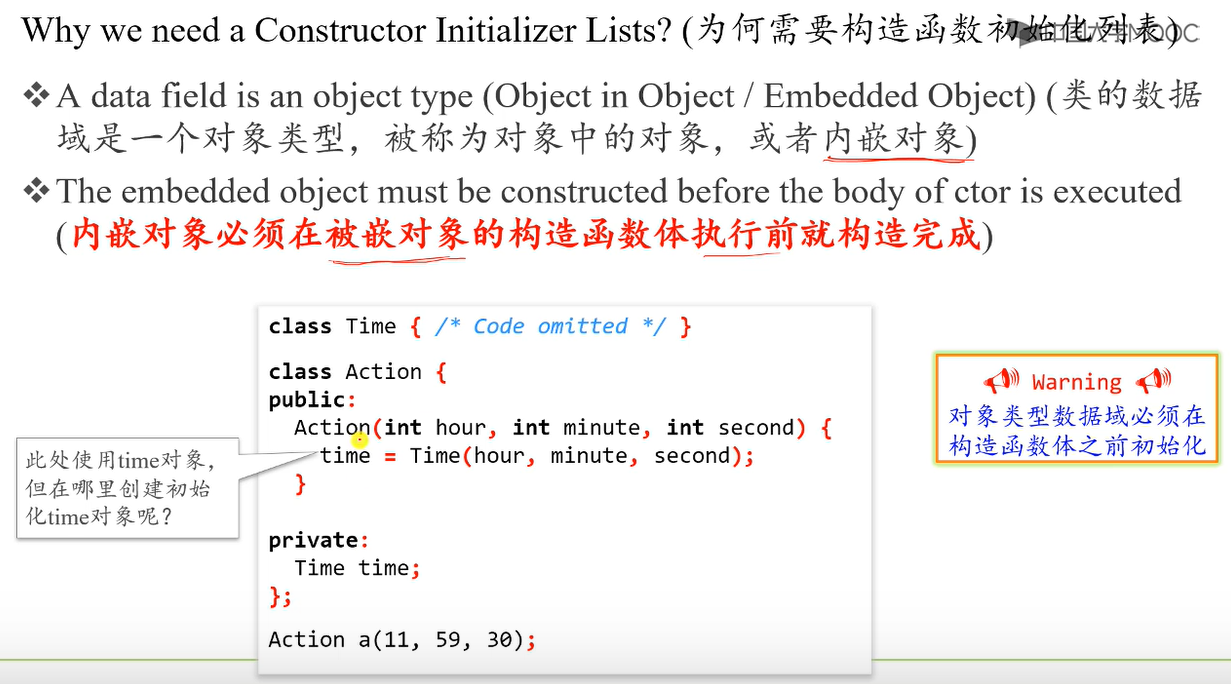 Why we need a Constructor Initializer Lists? (为何需要构造函数初始化列表)
❖ A data field is an object type (Object in Object / Embedded Object) (类的数据
域是一个对象类型，被称为对象中的对象，或者内嵌对象)
❖ The embedded object must be constructed before the body of ctor is executed
(内嵌对象必须在被嵌对象的构造函数体执行前就构造完成)
class Time { /* Code omitted */ }
class Action {
public:
Action(int hour, int minute, int second) {
time = Time(hour, minute, second);
}
private:
Time time;
};
Action a(11, 59, 30);
此处使用time对象，
但在哪里创建初始
化time对象呢？
Warning
对象类型数据域必须在
构造函数体之前初始化